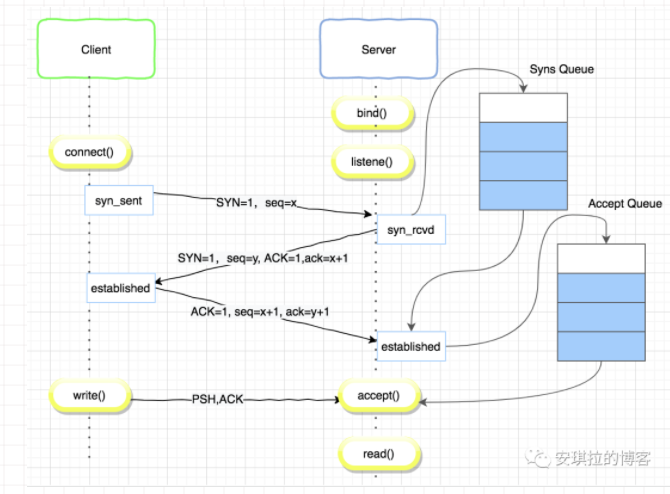 Client
Server
Syns Queue
bind()
connect()
listene()
syn_sent
SYN=1, seq=x
Accept Queue
syn_rcvd
SYN=1, seq=y, ACK=1,ack=x+1
established
ACK=1, seq=x+1, ack=y+1
established
write()
PSH,ACK
accept()
read()
安琪拉的博客